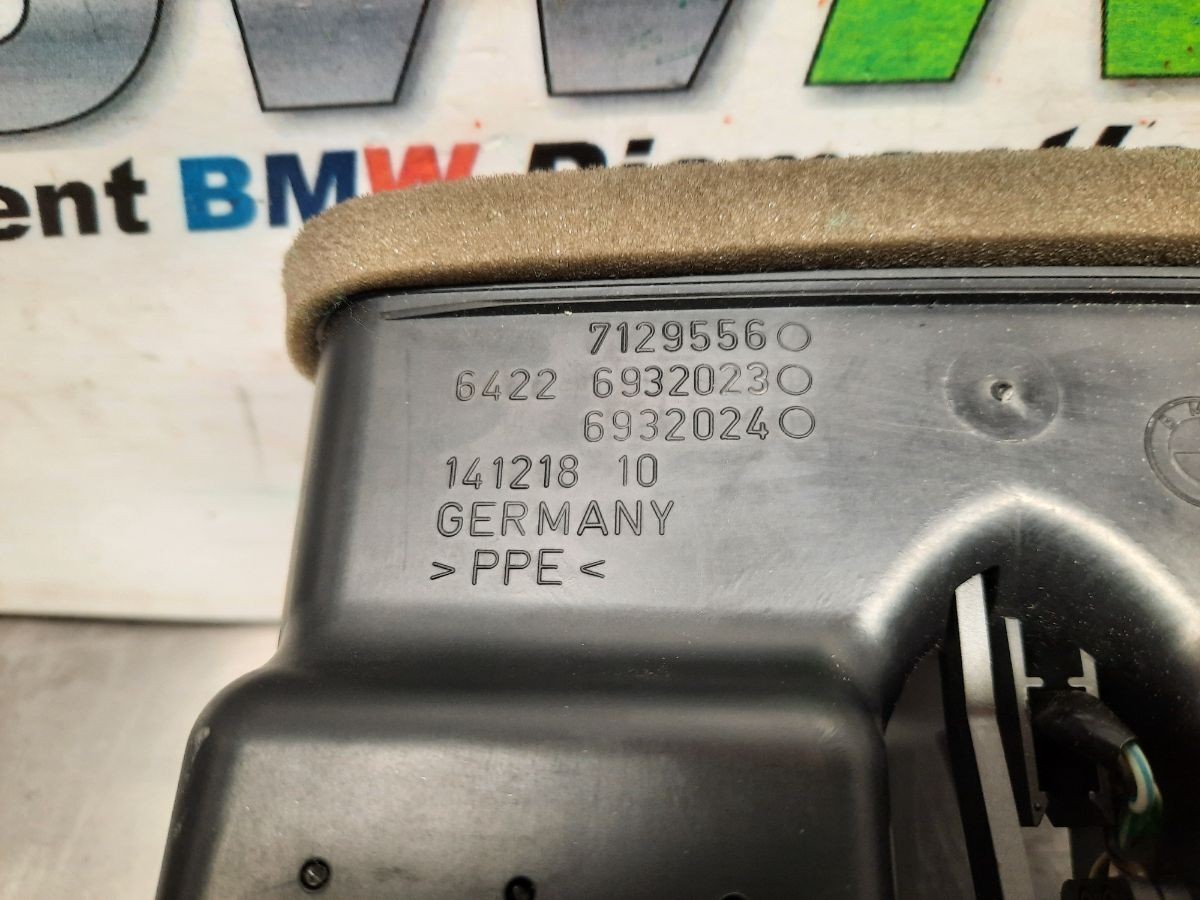 ent BMW
7129556
6422 6932023
6932024
141218 10
GERMANY
>PPE<